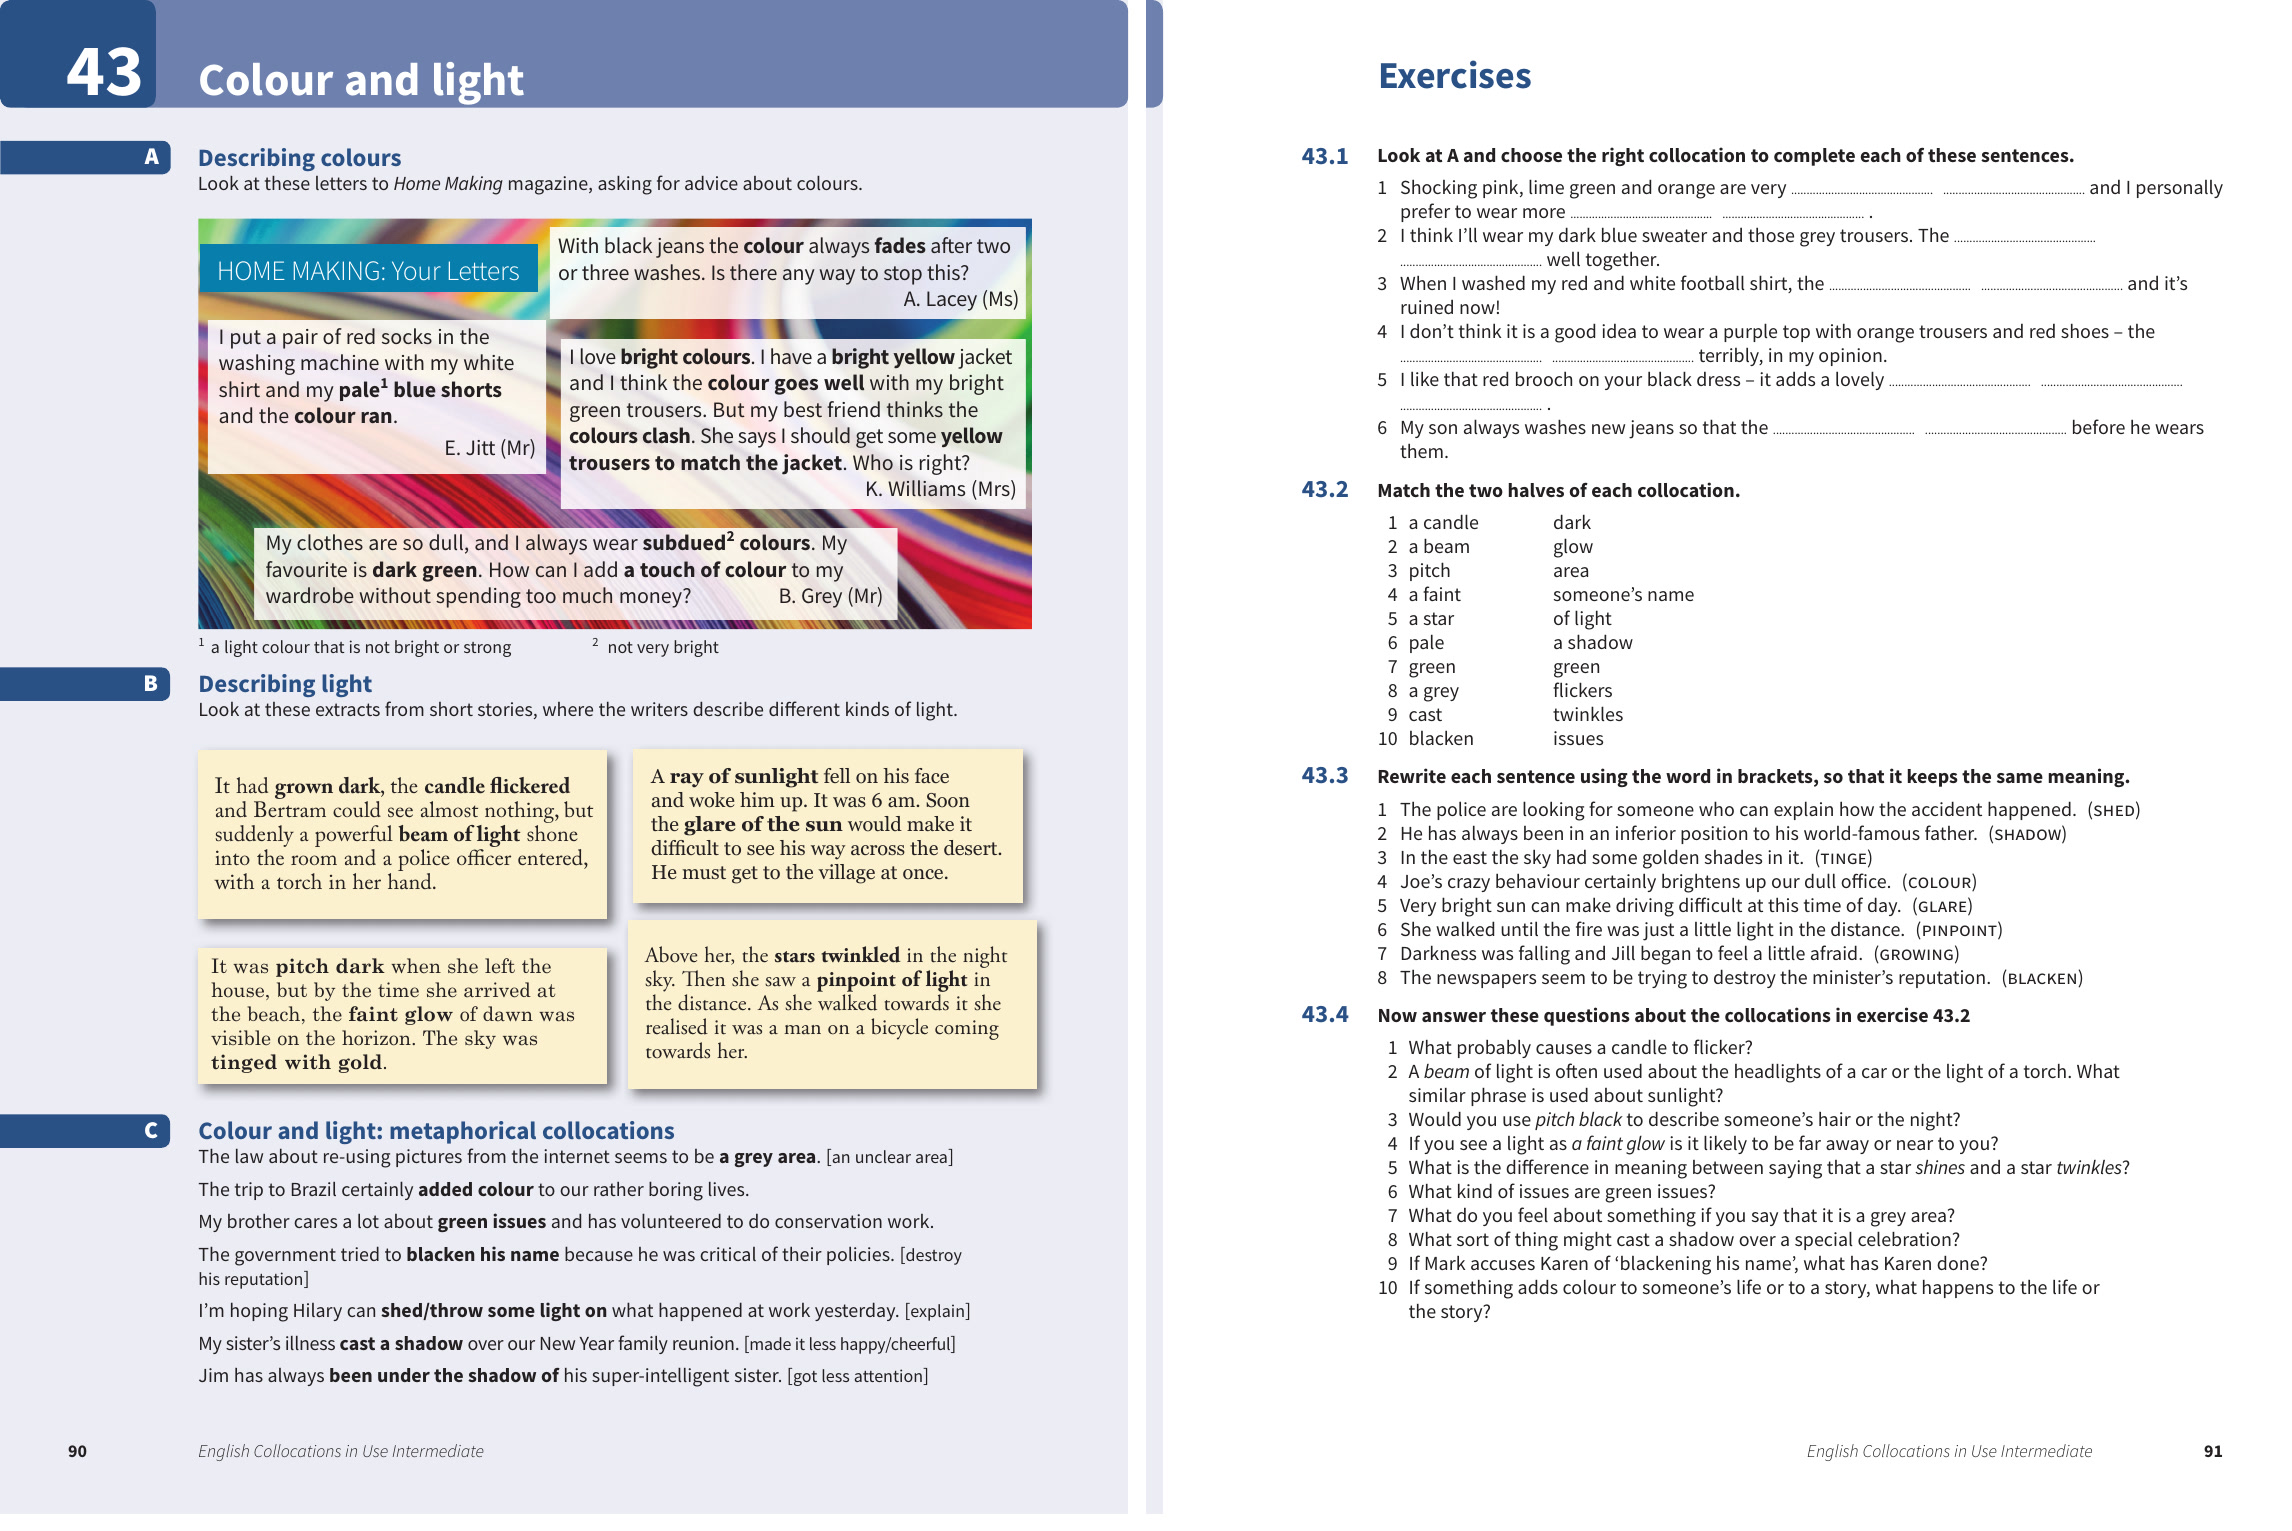 43
Colour and light
A
Describing colours
Look at these letters to Home Making magazine, asking for advice about colours.
HOME MAKING: Your Letters
With black jeans the colour always fades after two
or three washes. Is there any way to stop this?
A. Lacey (Ms)
I put a pair of red socks in the
washing machine with my white
shirt and my pale¹ blue shorts
and the colour ran.
E. Jitt (Mr)
I love bright colours. I have a bright yellow jacket
and I think the colour goes well with my bright
green trousers. But my best friend thinks the
colours clash. She says I should get some yellow
trousers to match the jacket. Who is right?
K. Williams (Mrs)
My clothes are so dull, and I always wear subdued² colours. My
favourite is dark green. How can I add a touch of colour to my
wardrobe without spending too much money? B. Grey (Mr)
¹ a light colour that is not bright or strong ² not very bright
B
Describing light
Look at these extracts from short stories, where the writers describe different kinds of light.
It had grown dark, the candle flickered
and Bertram could see almost nothing, but
suddenly a powerful beam of light shone
into the room and a police officer entered,
with a torch in her hand.
A ray of sunlight fell on his face
and woke him up. It was 6 am. Soon
the glare of the sun would make it
difficult to see his way across the desert.
He must get to the village at once.
It was pitch dark when she left the
house, but by the time she arrived at
the beach, the faint glow of dawn was
visible on the horizon. The sky was
tinged with gold.
Above her, the stars twinkled in the night
sky. Then she saw a pinpoint of light in
the distance. As she walked towards it she
realised it was a man on a bicycle coming
towards her.
C
Colour and light: metaphorical collocations
The law about re-using pictures from the internet seems to be a grey area. [an unclear area]
The trip to Brazil certainly added colour to our rather boring lives.
My brother cares a lot about green issues and has volunteered to do conservation work.
The government tried to blacken his name because he was critical of their policies. [destroy
his reputation]
I'm hoping Hilary can shed/throw some light on what happened at work yesterday. [explain]
My sister's illness cast a shadow over our New Year family reunion. [made it less happy/cheerful]
Jim has always been under the shadow of his super-intelligent sister. [got less attention]
90 English Collocations in Use Intermediate
Exercises
43.1 Look at A and choose the right collocation to complete each of these sentences.
1 Shocking pink, lime green and orange are very .................... .................... and I personally
prefer to wear more .................... .................... .
2 I think I'll wear my dark blue sweater and those grey trousers. The ....................
.................... well together.
3 When I washed my red and white football shirt, the .................... .................... and it's
ruined now!
4 I don't think it is a good idea to wear a purple top with orange trousers and red shoes – the
.................... .................... terribly, in my opinion.
5 I like that red brooch on your black dress – it adds a lovely .................... ....................
.................... .
6 My son always washes new jeans so that the .................... .................... before he wears
them.
43.2 Match the two halves of each collocation.
1 a candle dark
2 a beam glow
3 pitch area
4 a faint someone's name
5 a star of light
6 pale a shadow
7 green green
8 a grey flickers
9 cast twinkles
10 blacken issues
43.3 Rewrite each sentence using the word in brackets, so that it keeps the same meaning.
1 The police are looking for someone who can explain how the accident happened. (SHED)
2 He has always been in an inferior position to his world-famous father. (SHADOW)
3 In the east the sky had some golden shades in it. (TINGE)
4 Joe's crazy behaviour certainly brightens up our dull office. (COLOUR)
5 Very bright sun can make driving difficult at this time of day. (GLARE)
6 She walked until the fire was just a little light in the distance. (PINPOINT)
7 Darkness was falling and Jill began to feel a little afraid. (GROWING)
8 The newspapers seem to be trying to destroy the minister's reputation. (BLACKEN)
43.4 Now answer these questions about the collocations in exercise 43.2
1 What probably causes a candle to flicker?
2 A beam of light is often used about the headlights of a car or the light of a torch. What
similar phrase is used about sunlight?
3 Would you use pitch black to describe someone's hair or the night?
4 If you see a light as a faint glow is it likely to be far away or near to you?
5 What is the difference in meaning between saying that a star shines and a star twinkles?
6 What kind of issues are green issues?
7 What do you feel about something if you say that it is a grey area?
8 What sort of thing might cast a shadow over a special celebration?
9 If Mark accuses Karen of 'blackening his name', what has Karen done?
10 If something adds colour to someone's life or to a story, what happens to the life or
the story?
English Collocations in Use Intermediate 91